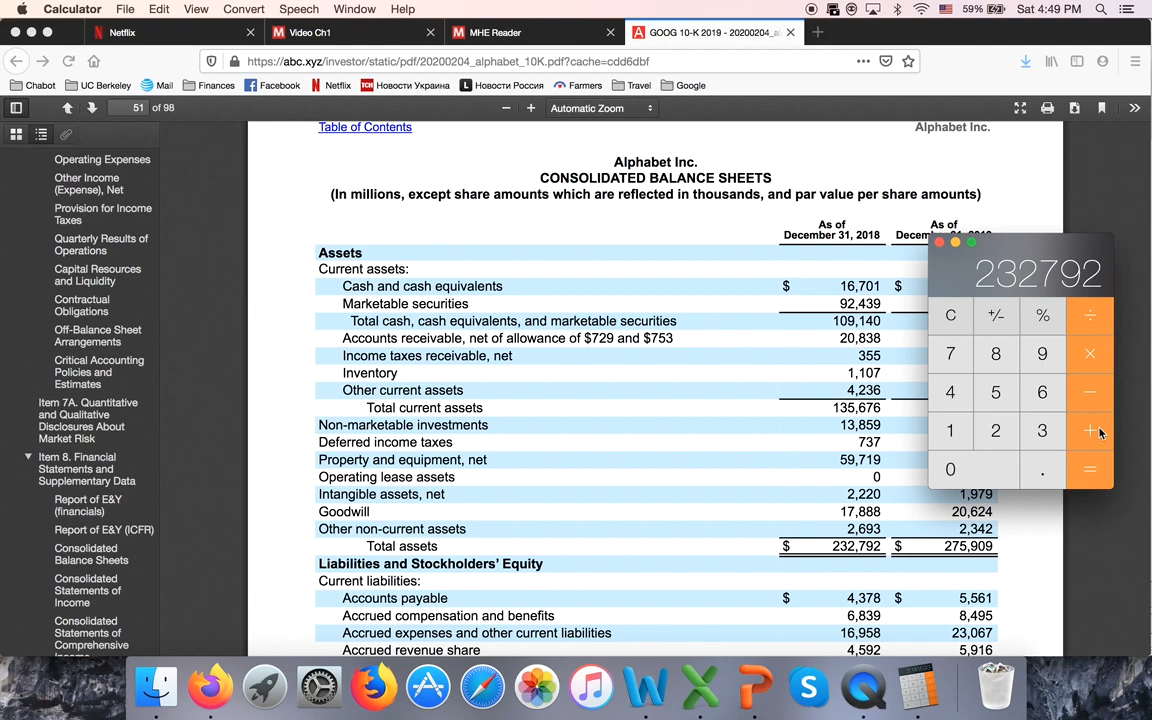 Calculator File Edit View Convert Speech Window Help 59% Sat 4:49 PM
Netflix Video Ch1 MHE Reader GOOG 10-K 2019 - 20200204_a
https://abc.xyz/investor/static/pdf/20200204_alphabet_10K.pdf?cache=cdd6dbf
Chatbot UC Berkeley Mail Finances Facebook Netflix Новости Украина Новости Россия Farmers Travel Google
51 of 98 Automatic Zoom
Operating Expenses
Other Income
(Expense), Net
Provision for Income
Taxes
Quarterly Results of
Operations
Capital Resources
and Liquidity
Contractual
Obligations
Off-Balance Sheet
Arrangements
Critical Accounting
Policies and
Estimates
Item 7A. Quantitative
and Qualitative
Disclosures About
Market Risk
Item 8. Financial
Statements and
Supplementary Data
Report of E&Y
(financials)
Report of E&Y (ICFR)
Consolidated
Balance Sheets
Consolidated
Statements of
Income
Consolidated
Statements of
Comprehensive
Table of Contents Alphabet Inc.
Alphabet Inc.
CONSOLIDATED BALANCE SHEETS
(In millions, except share amounts which are reflected in thousands, and par value per share amounts)
As of As of
December 31, 2018
Assets
Current assets:
Cash and cash equivalents $ 16,701 $
Marketable securities 92,439
Total cash, cash equivalents, and marketable securities 109,140
Accounts receivable, net of allowance of $729 and $753 20,838
Income taxes receivable, net 355
Inventory 1,107
Other current assets 4,236
Total current assets 135,676
Non-marketable investments 13,859
Deferred income taxes 737
Property and equipment, net 59,719
Operating lease assets 0
Intangible assets, net 2,220 1,979
Goodwill 17,888 20,624
Other non-current assets 2,693 2,342
Total assets $ 232,792 $ 275,909
Liabilities and Stockholders' Equity
Current liabilities:
Accounts payable $ 4,378 $ 5,561
Accrued compensation and benefits 6,839 8,495
Accrued expenses and other current liabilities 16,958 23,067
Accrued revenue share 4,592 5,916
232792
C +/- % ÷
7 8 9 ×
4 5 6 −
1 2 3 +
0 . =